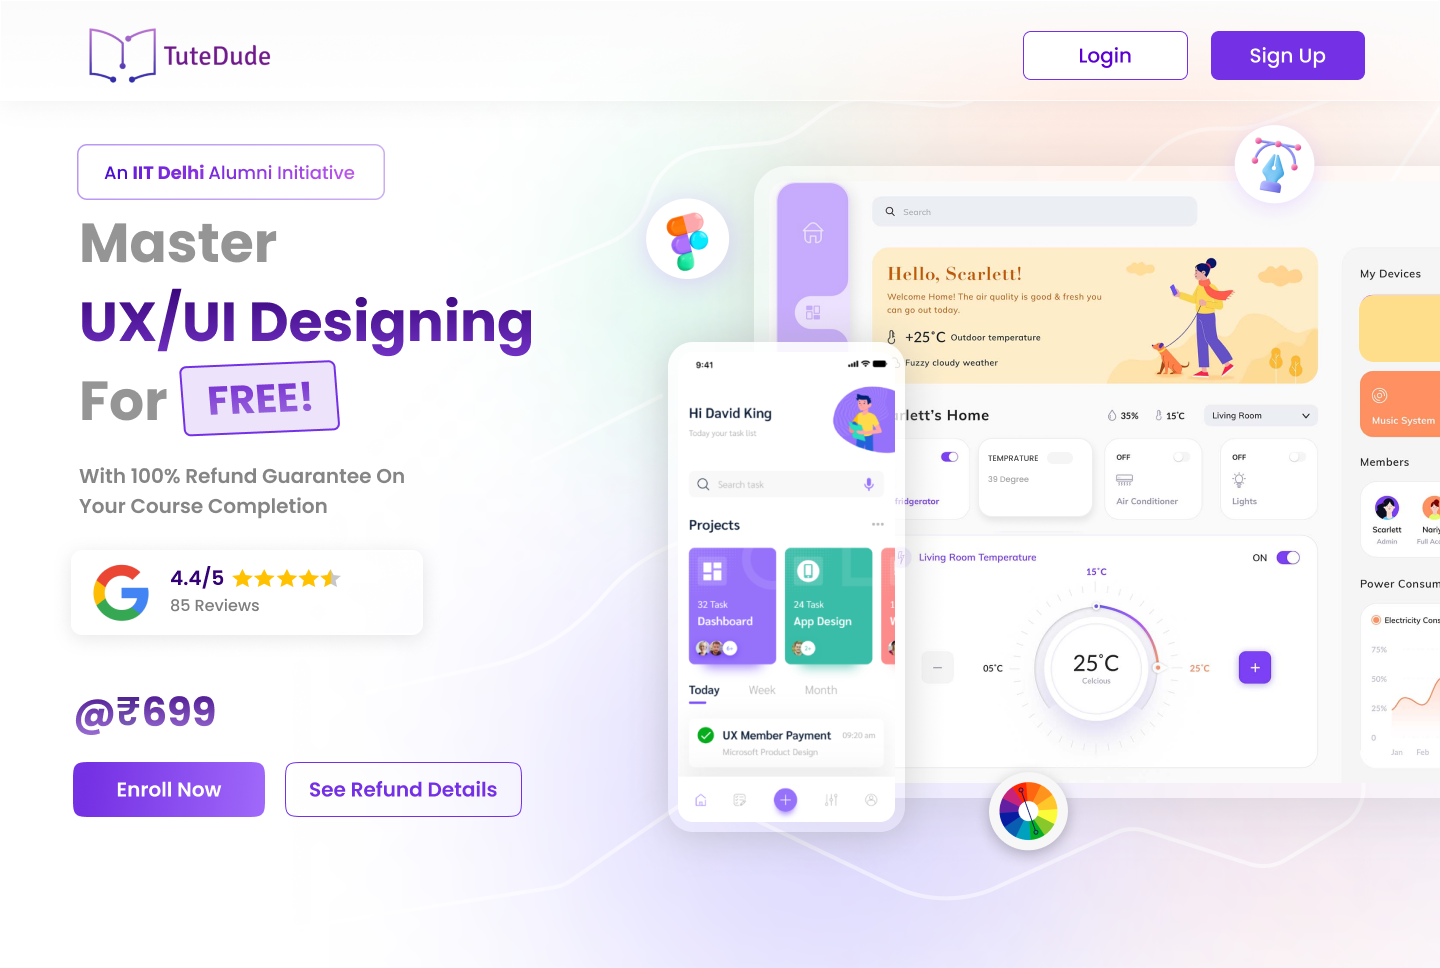 TuteDude
Login
Sign Up
An IIT Delhi Alumni Initiative
Master
UX/UI Designing
For FREE!
With 100% Refund Guarantee On
Your Course Completion
4.4/5
85 Reviews
@₹699
Enroll Now
See Refund Details
Search
Hello, Scarlett!
Welcome Home! The air quality is good & fresh you
can go out today.
+25°C Outdoor temperature
Fuzzy cloudy weather
My Devices
Music System
Members
Scarlett
Admin
Power Consum
Electricity Cons
75%
50%
25%
0
Jan Feb
rlett's Home
35%
15°C
Living Room
fridgerator
TEMPRATURE
39 Degree
OFF
Air Conditioner
OFF
Lights
Living Room Temperature
ON
15°C
05°C
25°C
Celcious
25°C
9:41
Hi David King
Today your task list
Search task
Projects
32 Task
Dashboard
6+
24 Task
App Design
2+
Today Week Month
UX Member Payment 09:20 am
Microsoft Product Design